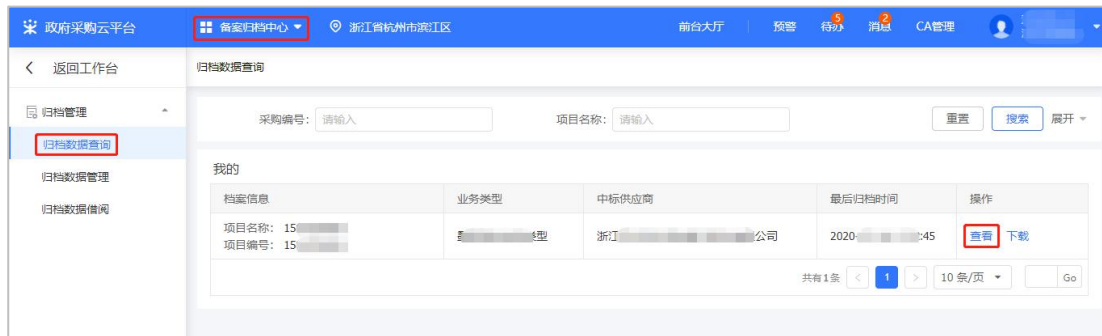 政府采购云平台 备案归档中心 浙江省杭州市滨江区 前台大厅 预警 待办 5 消息 2 CA管理
返回工作台 归档数据查询
归档管理
归档数据查询
归档数据管理
归档数据借阅
采购编号: 请输入 项目名称: 请输入 重置 搜索 展开
我的
档案信息 业务类型 中标供应商 最后归档时间 操作
项目名称: 15 型 浙江 公司 2020- :45 查看 下载
项目编号: 15
共有1条 < 1 > 10 条/页 Go